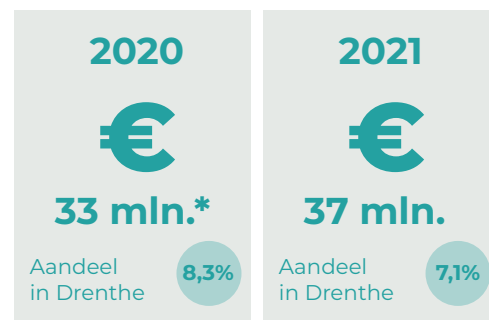 2020
€
33 mln.*
Aandeel
in Drenthe
8,3%
2021
€
37 mln.
Aandeel
in Drenthe
7,1%